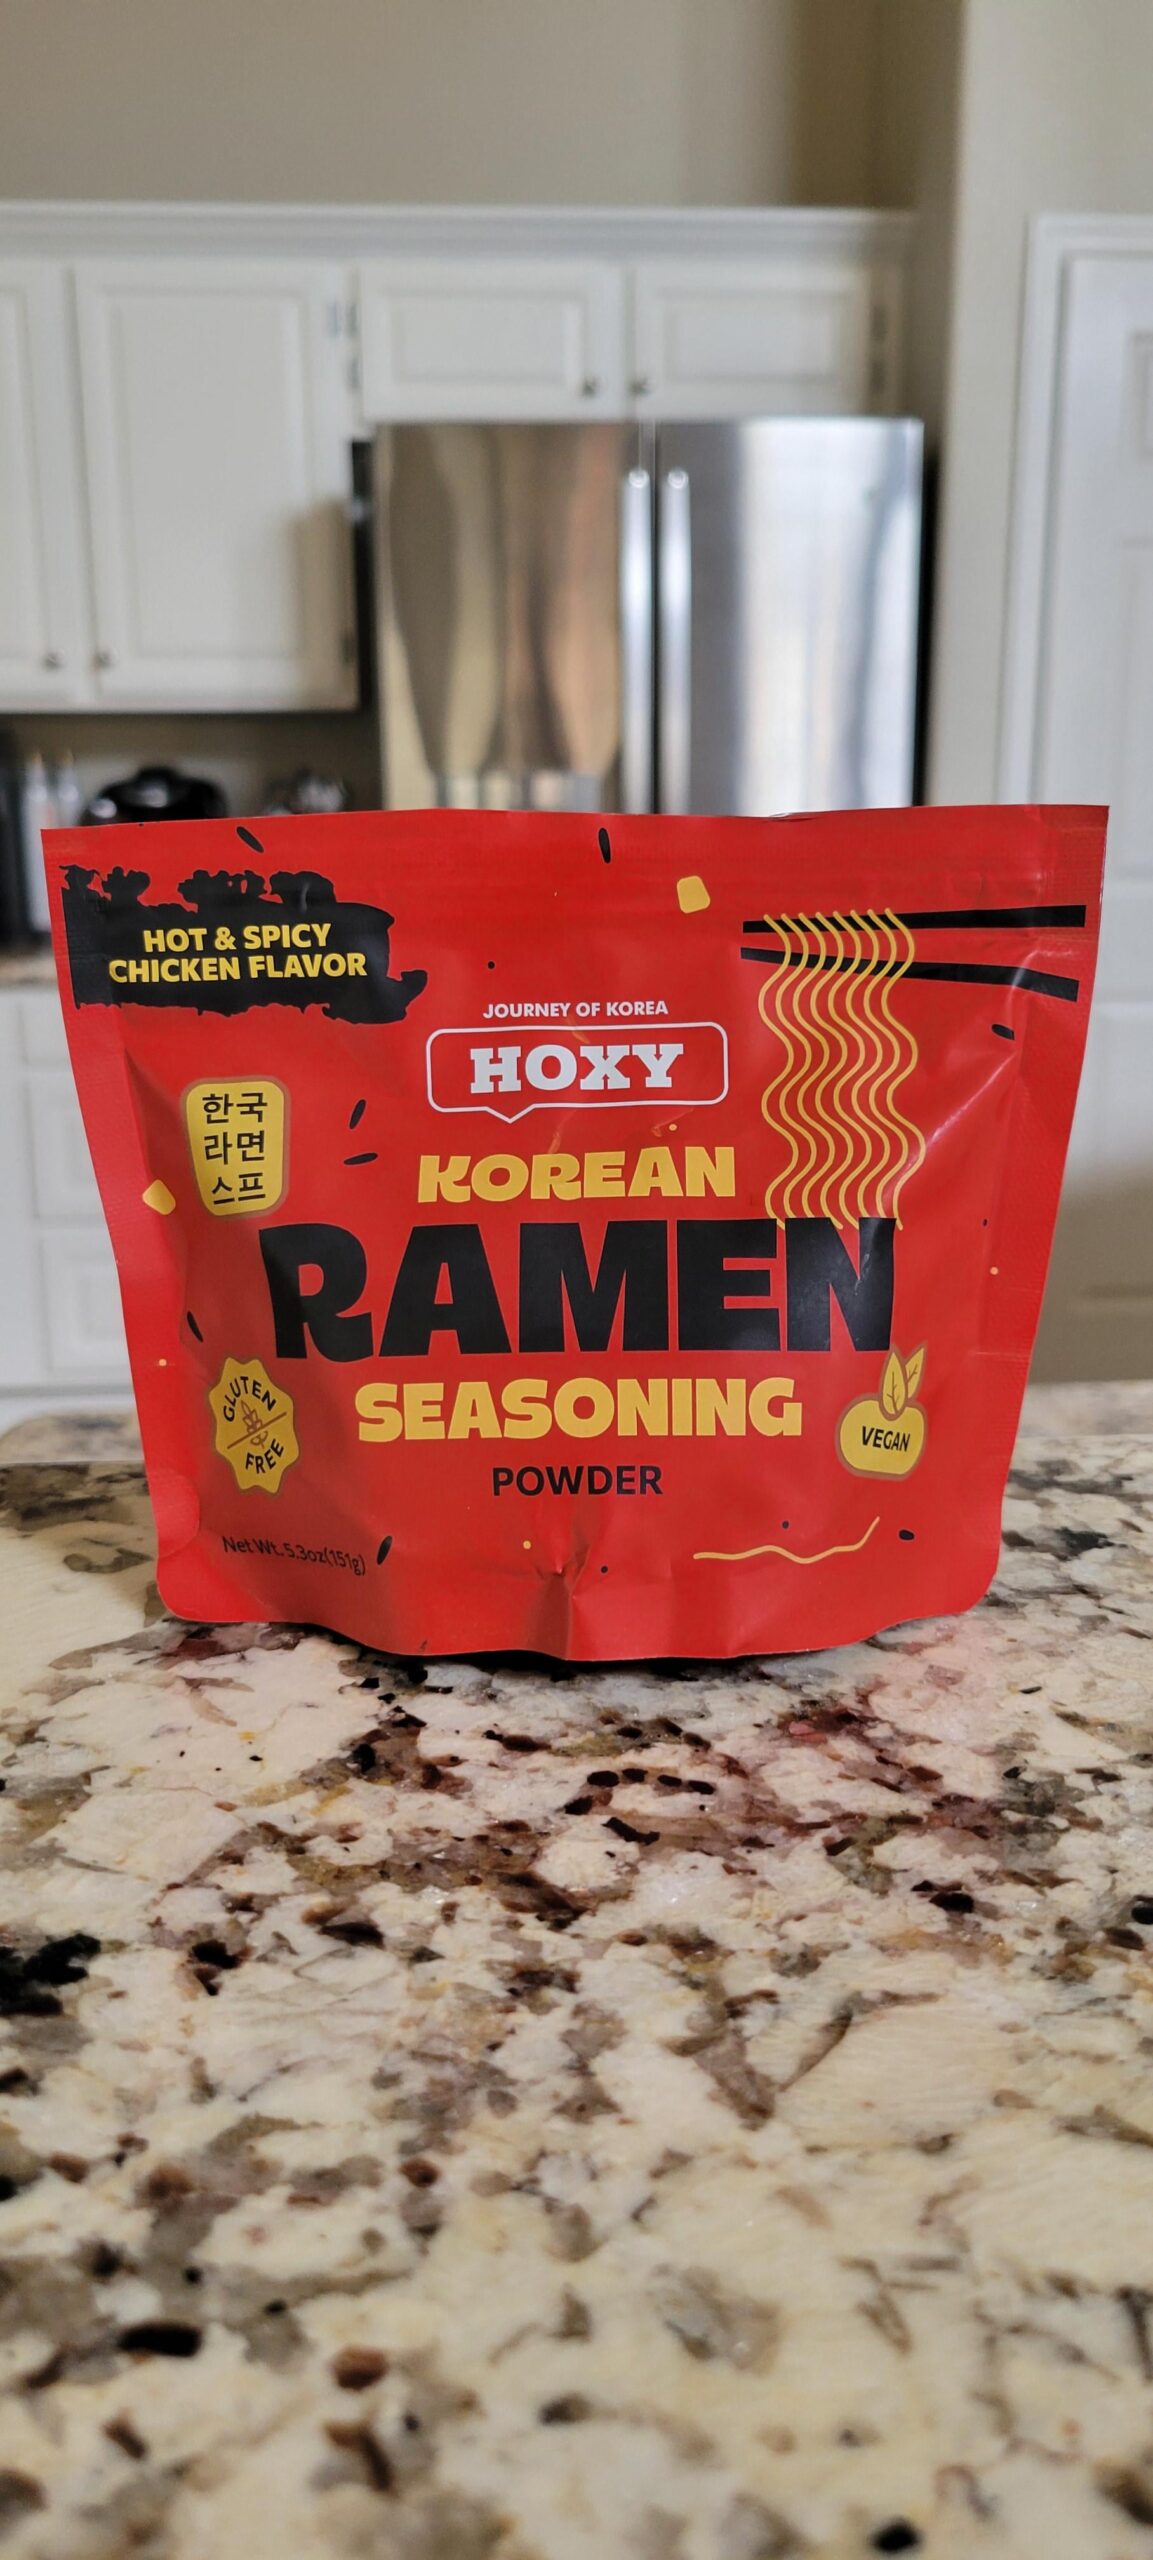 HOT & SPICY
CHICKEN FLAVOR
JOURNEY OF KOREA
HOXY
한국
라면
스프
KOREAN
RAMEN
SEASONING
POWDER
GLUTEN
FREE
VEGAN
Net Wt. 5.3oz(151g)